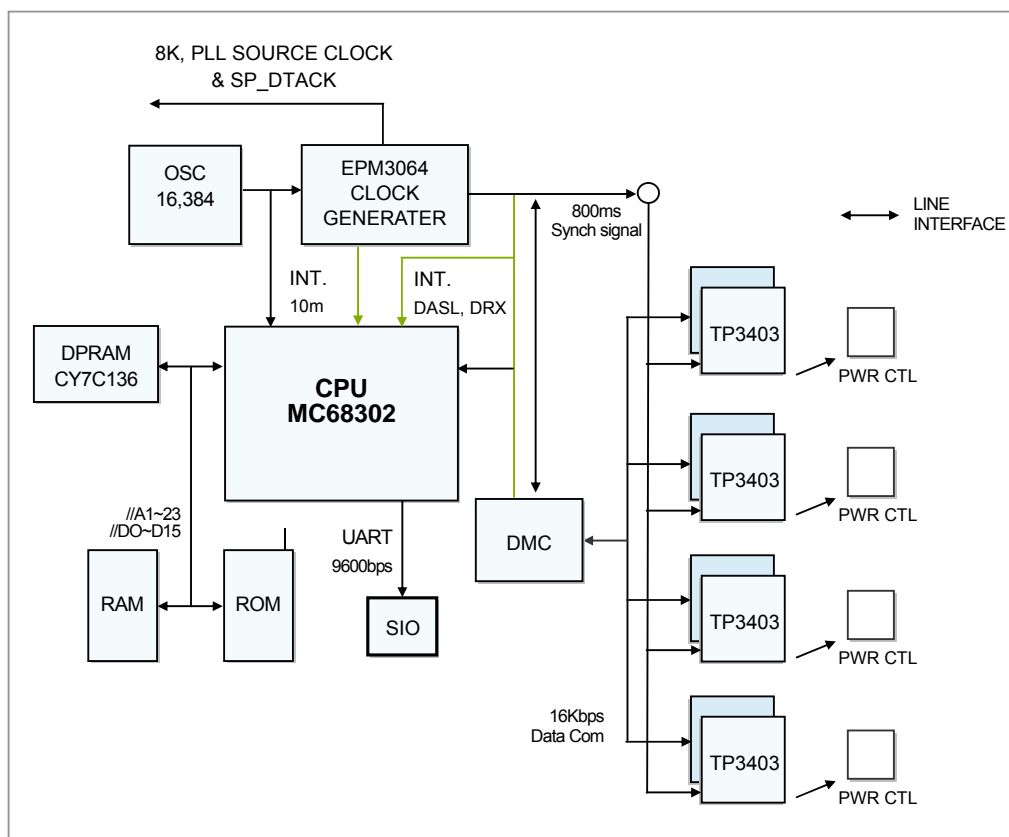 8K, PLL SOURCE CLOCK
& SP_DTACK
OSC
16,384
EPM3064
CLOCK
GENERATER
800ms
Synch signal
LINE
INTERFACE
INT.
10m
INT.
DASL, DRX
DPRAM
CY7C136
CPU
MC68302
TP3403
PWR CTL
TP3403
PWR CTL
//A1~23
//DO~D15
UART
9600bps
DMC
RAM
ROM
SIO
TP3403
PWR CTL
16Kbps
Data Com
TP3403
PWR CTL